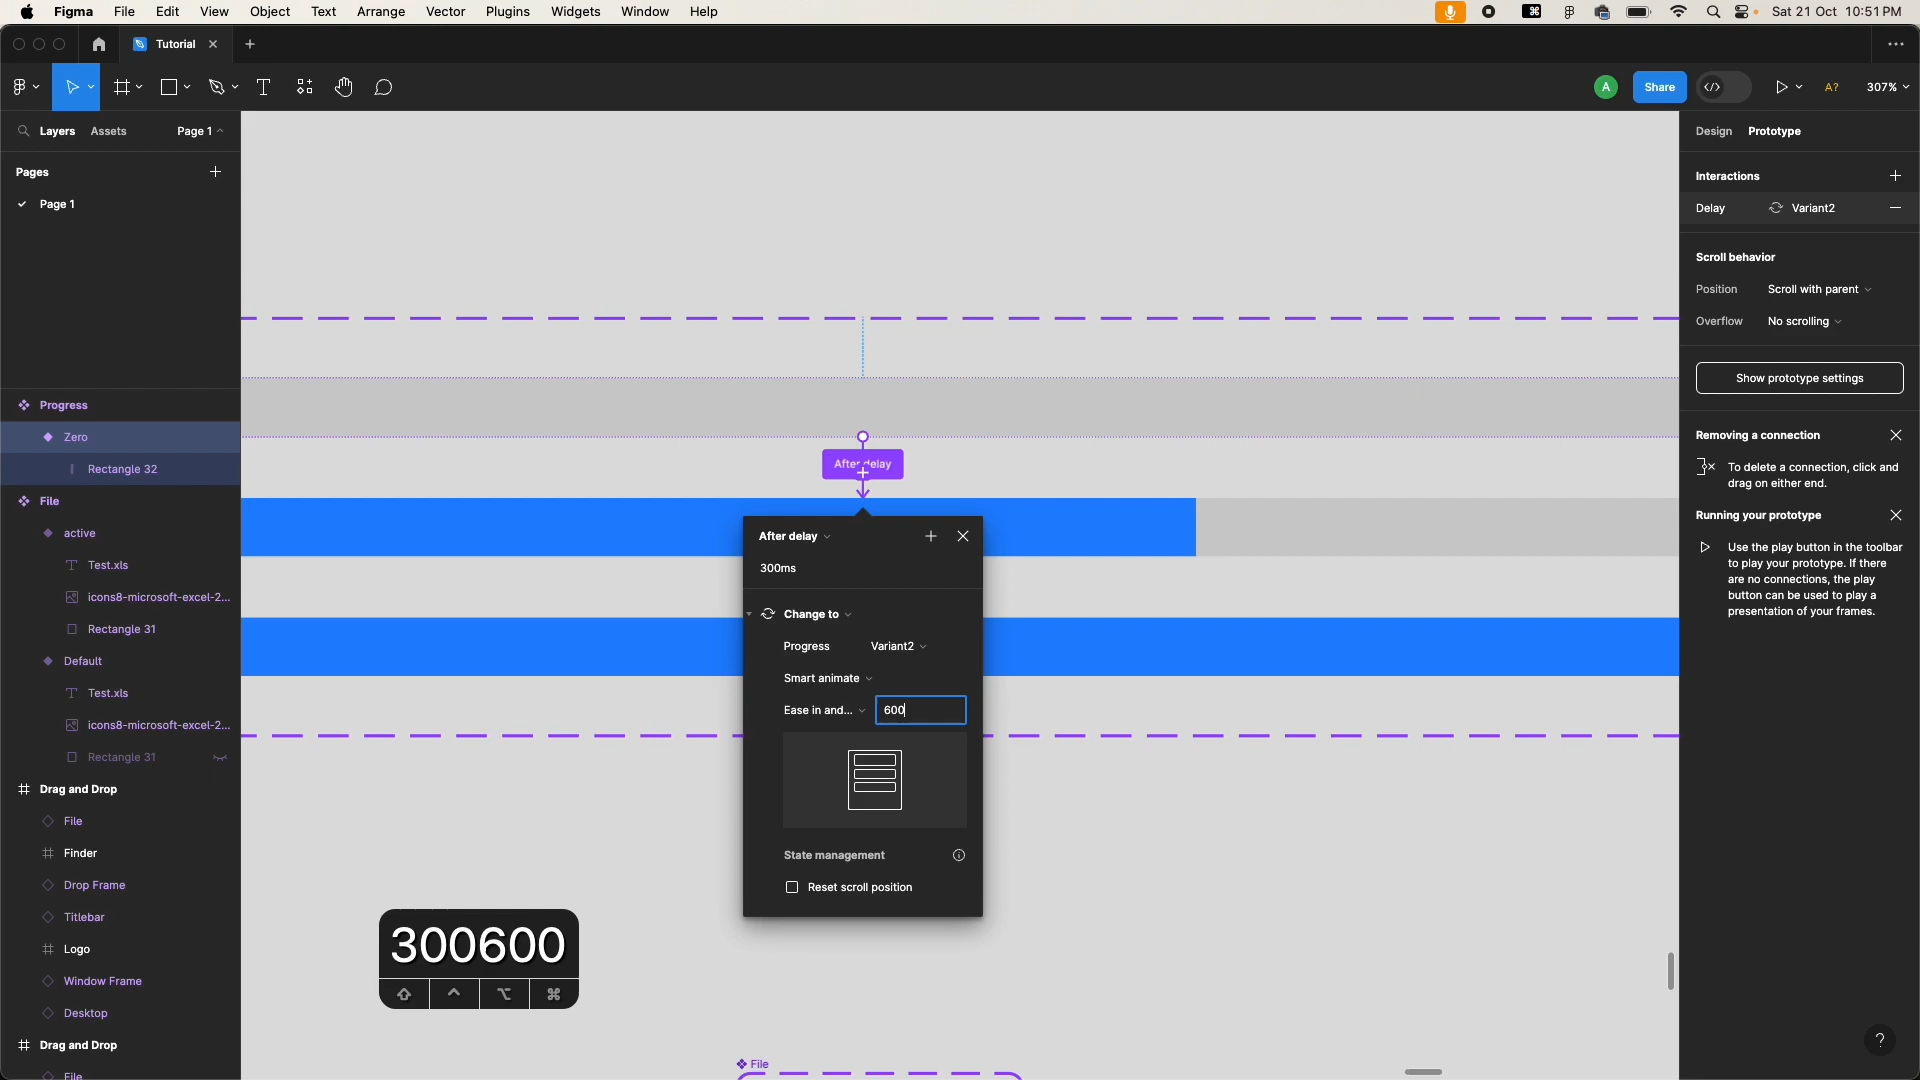 Figma File Edit View Object Text Arrange Vector Plugins Widgets Window Help
Sat 21 Oct 10:51 PM
Tutorial
A
Share
A?
307%
Layers Assets Page 1
Pages
Page 1
Progress
Zero
Rectangle 32
File
active
Test.xls
icons8-microsoft-excel-2...
Rectangle 31
Default
Test.xls
icons8-microsoft-excel-2...
Rectangle 31
Drag and Drop
File
Finder
Drop Frame
Titlebar
Logo
Window Frame
Desktop
Drag and Drop
File
After delay
After delay
300ms
Change to
Progress Variant2
Smart animate
Ease in and... 600
State management
Reset scroll position
300600
File
Design Prototype
Interactions
Delay Variant2
Scroll behavior
Position Scroll with parent
Overflow No scrolling
Show prototype settings
Removing a connection
To delete a connection, click and
drag on either end.
Running your prototype
Use the play button in the toolbar
to play your prototype. If there
are no connections, the play
button can be used to play a
presentation of your frames.
?